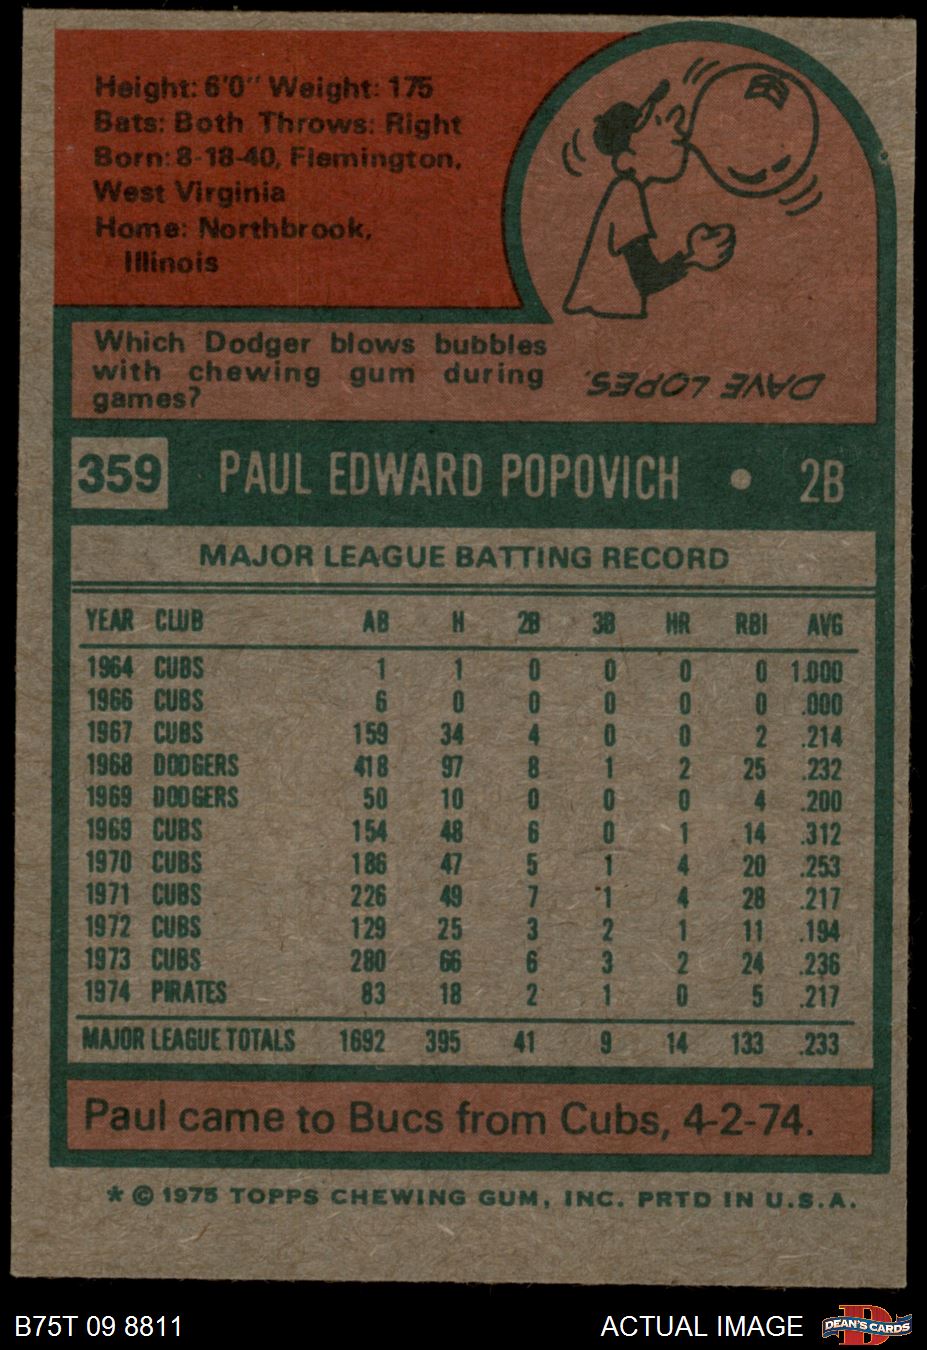 Height: 6'0" Weight: 175
Bats: Both Throws: Right
Born: 8-18-40, Flemington,
West Virginia
Home: Northbrook,
Illinois
Which Dodger blows bubbles
with chewing gum during
games?
DAVE LOPES.
359 PAUL EDWARD POPOVICH • 2B
MAJOR LEAGUE BATTING RECORD
YEAR CLUB AB H 2B 3B HR RBI AVG
1964 CUBS 1 1 0 0 0 0 1.000
1966 CUBS 6 0 0 0 0 0 .000
1967 CUBS 159 34 4 0 0 2 .214
1968 DODGERS 418 97 8 1 2 25 .232
1969 DODGERS 50 10 0 0 0 4 .200
1969 CUBS 154 48 6 0 1 14 .312
1970 CUBS 186 47 5 1 4 20 .253
1971 CUBS 226 49 7 1 4 28 .217
1972 CUBS 129 25 3 2 1 11 .194
1973 CUBS 280 66 6 3 2 24 .236
1974 PIRATES 83 18 2 1 0 5 .217
MAJOR LEAGUE TOTALS 1692 395 41 9 14 133 .233
Paul came to Bucs from Cubs, 4-2-74.
* © 1975 TOPPS CHEWING GUM, INC. PRTD IN U.S.A.
B75T 09 8811 ACTUAL IMAGE DEAN'S CARDS